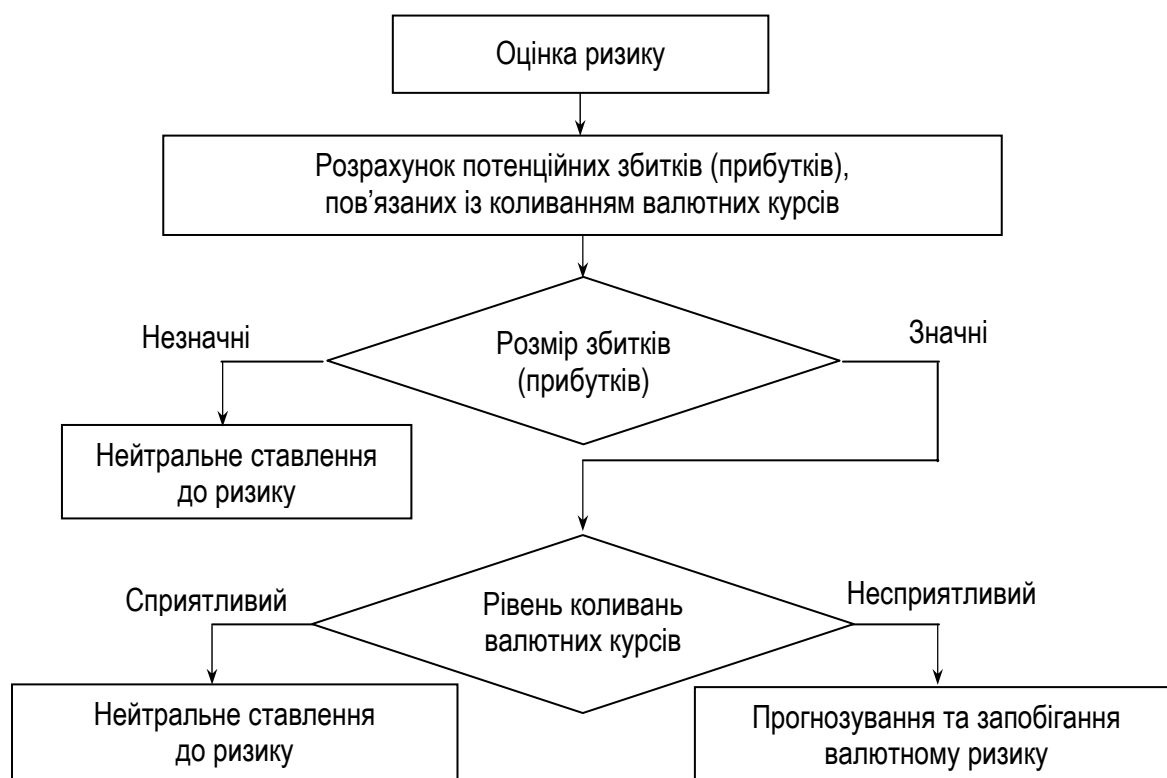 Оцінка ризику
Розрахунок потенційних збитків (прибутків),
пов’язаних із коливанням валютних курсів
Незначні
Значні
Розмір збитків
(прибутків)
Нейтральне ставлення
до ризику
Сприятливий
Несприятливий
Рівень коливань
валютних курсів
Нейтральне ставлення
до ризику
Прогнозування та запобігання
валютному ризику